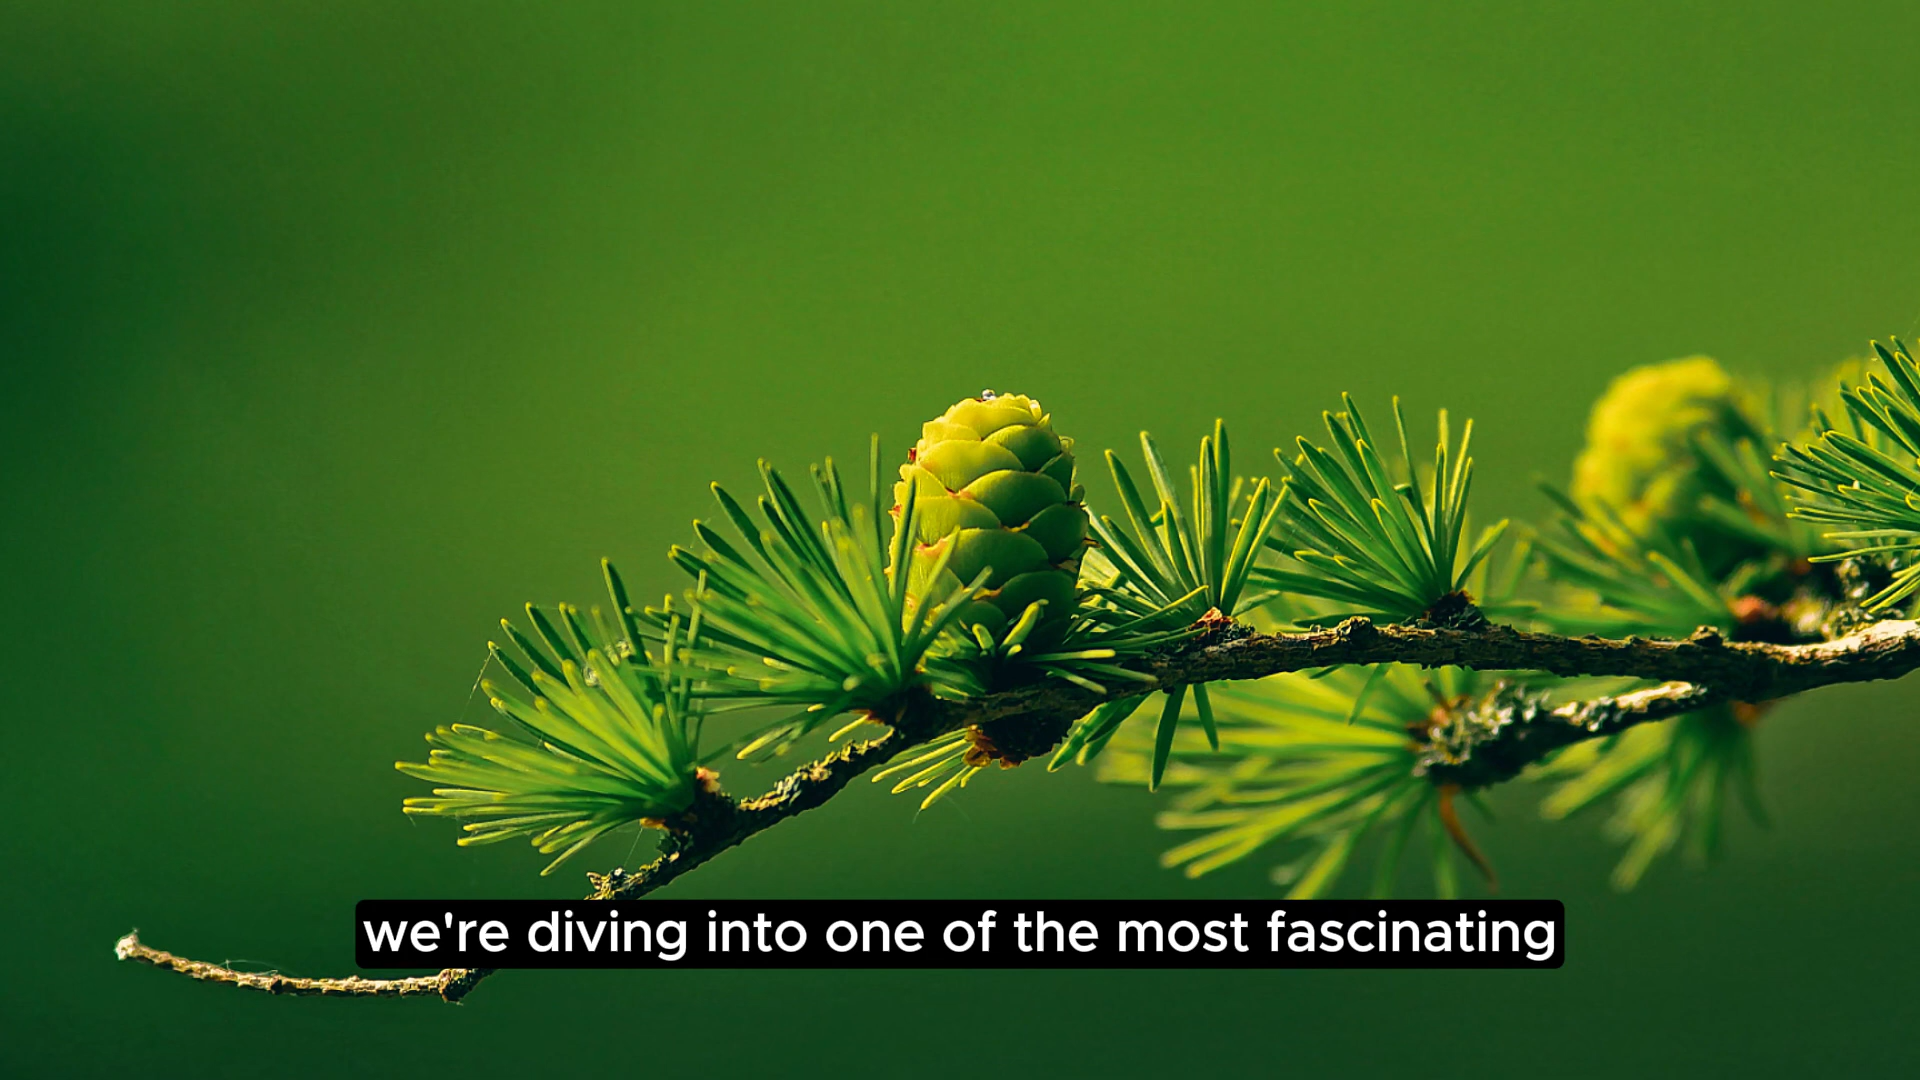 we're diving into one of the most fascinating